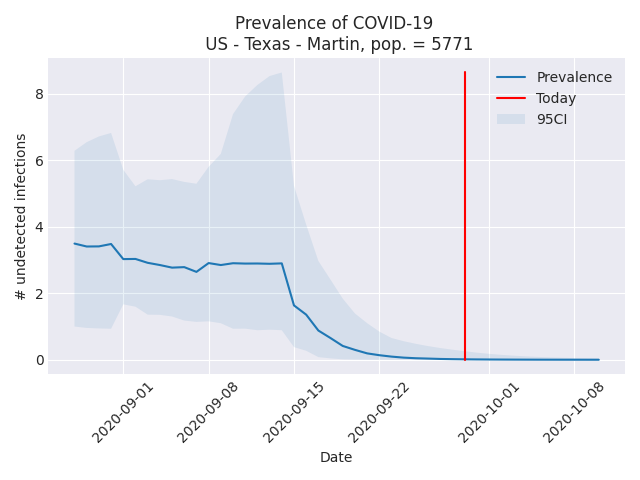 Prevalence of COVID-19
US - Texas - Martin, pop. = 5771
Prevalence
Today
95CI
# undetected infections
8
6
4
2
0
2020-09-01
2020-09-08
2020-09-15
2020-09-22
2020-10-01
2020-10-08
Date